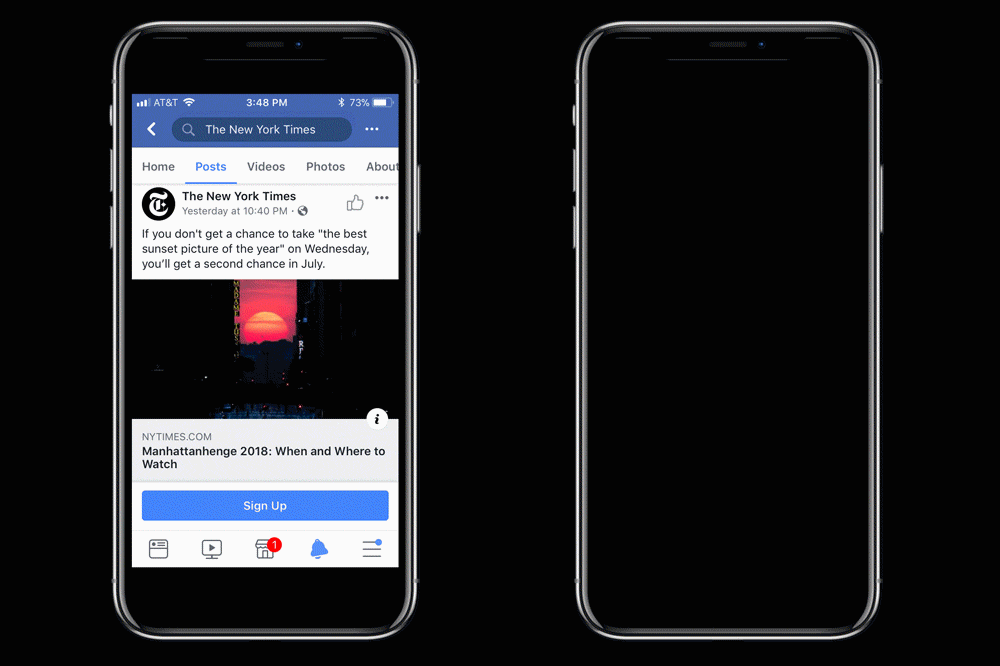 AT&T 3:48 PM 73%
The New York Times
Home Posts Videos Photos About
The New York Times
Yesterday at 10:40 PM ·
If you don't get a chance to take "the best
sunset picture of the year" on Wednesday,
you'll get a second chance in July.
i
NYTIMES.COM
Manhattanhenge 2018: When and Where to
Watch
Sign Up
1